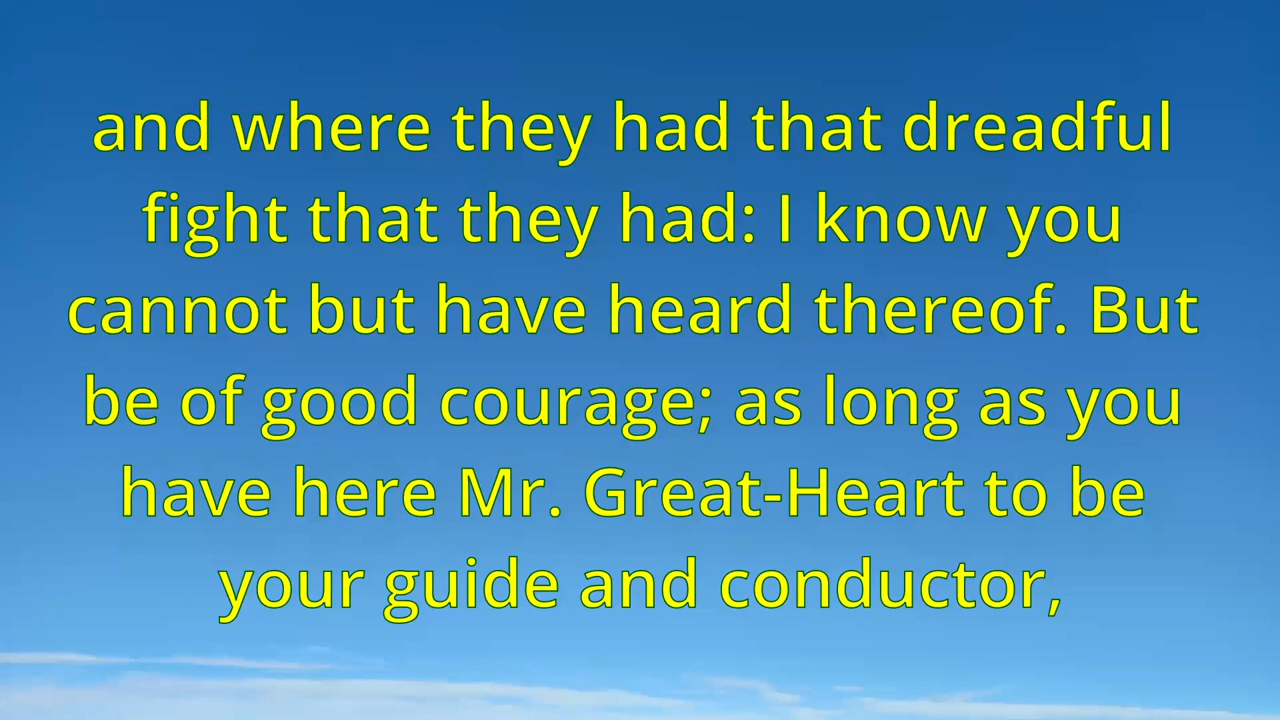 and where they had that dreadful
fight that they had: I know you
cannot but have heard thereof. But
be of good courage; as long as you
have here Mr. Great-Heart to be
your guide and conductor,